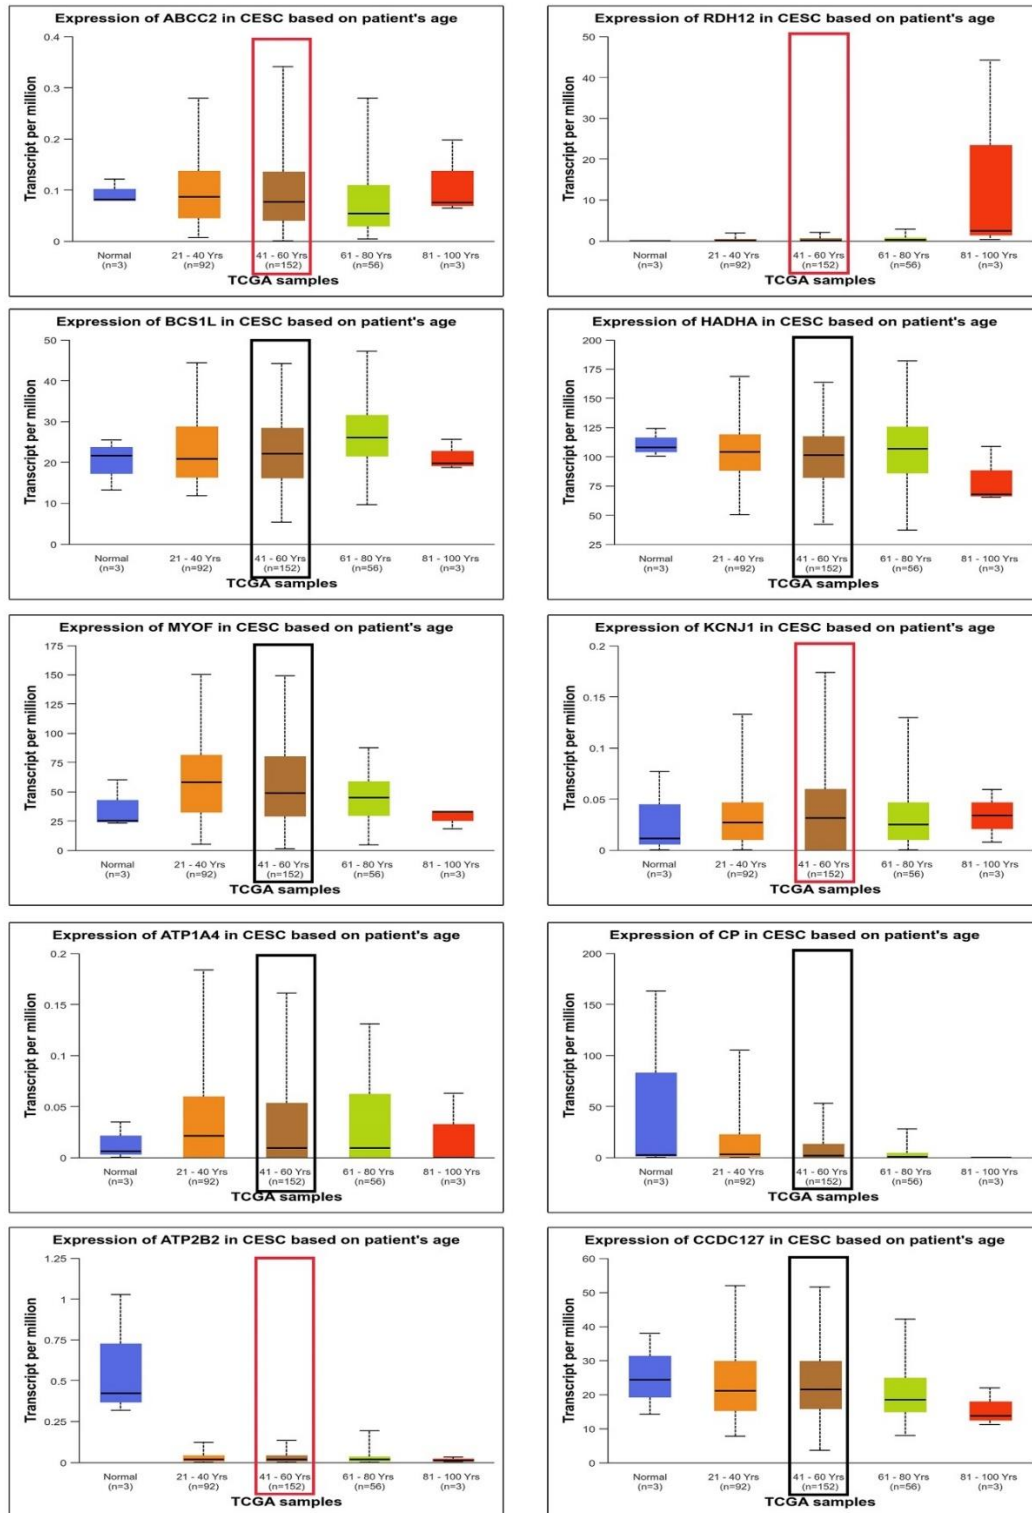 Expression of ABCC2 in CESC based on patient's age
Transcript per million
0.4
0.3
0.2
0.1
0
Normal
(n=3)
21 - 40 Yrs
(n=92)
41 - 60 Yrs
(n=152)
61 - 80 Yrs
(n=56)
81 - 100 Yrs
(n=3)
TCGA samples
Expression of RDH12 in CESC based on patient's age
Transcript per million
50
40
30
20
10
0
Normal
(n=3)
21 - 40 Yrs
(n=92)
41 - 60 Yrs
(n=152)
61 - 80 Yrs
(n=56)
81 - 100 Yrs
(n=3)
TCGA samples
Expression of BCS1L in CESC based on patient's age
Transcript per million
50
40
30
20
10
0
Normal
(n=3)
21 - 40 Yrs
(n=92)
41 - 60 Yrs
(n=152)
61 - 80 Yrs
(n=56)
81 - 100 Yrs
(n=3)
TCGA samples
Expression of HADHA in CESC based on patient's age
Transcript per million
200
175
150
125
100
75
50
25
Normal
(n=3)
21 - 40 Yrs
(n=92)
41 - 60 Yrs
(n=152)
61 - 80 Yrs
(n=56)
81 - 100 Yrs
(n=3)
TCGA samples
Expression of MYOF in CESC based on patient's age
Transcript per million
175
150
125
100
75
50
25
0
Normal
(n=3)
21 - 40 Yrs
(n=92)
41 - 60 Yrs
(n=152)
61 - 80 Yrs
(n=56)
81 - 100 Yrs
(n=3)
TCGA samples
Expression of KCNJ1 in CESC based on patient's age
Transcript per million
0.2
0.15
0.1
0.05
0
Normal
(n=3)
21 - 40 Yrs
(n=92)
41 - 60 Yrs
(n=152)
61 - 80 Yrs
(n=56)
81 - 100 Yrs
(n=3)
TCGA samples
Expression of ATP1A4 in CESC based on patient's age
Transcript per million
0.2
0.15
0.1
0.05
0
Normal
(n=3)
21 - 40 Yrs
(n=92)
41 - 60 Yrs
(n=152)
61 - 80 Yrs
(n=56)
81 - 100 Yrs
(n=3)
TCGA samples
Expression of CP in CESC based on patient's age
Transcript per million
200
150
100
50
0
Normal
(n=3)
21 - 40 Yrs
(n=92)
41 - 60 Yrs
(n=152)
61 - 80 Yrs
(n=56)
81 - 100 Yrs
(n=3)
TCGA samples
Expression of ATP2B2 in CESC based on patient's age
Transcript per million
1.25
1
0.75
0.5
0.25
0
Normal
(n=3)
21 - 40 Yrs
(n=92)
41 - 60 Yrs
(n=152)
61 - 80 Yrs
(n=56)
81 - 100 Yrs
(n=3)
TCGA samples
Expression of CCDC127 in CESC based on patient's age
Transcript per million
60
50
40
30
20
10
0
Normal
(n=3)
21 - 40 Yrs
(n=92)
41 - 60 Yrs
(n=152)
61 - 80 Yrs
(n=56)
81 - 100 Yrs
(n=3)
TCGA samples